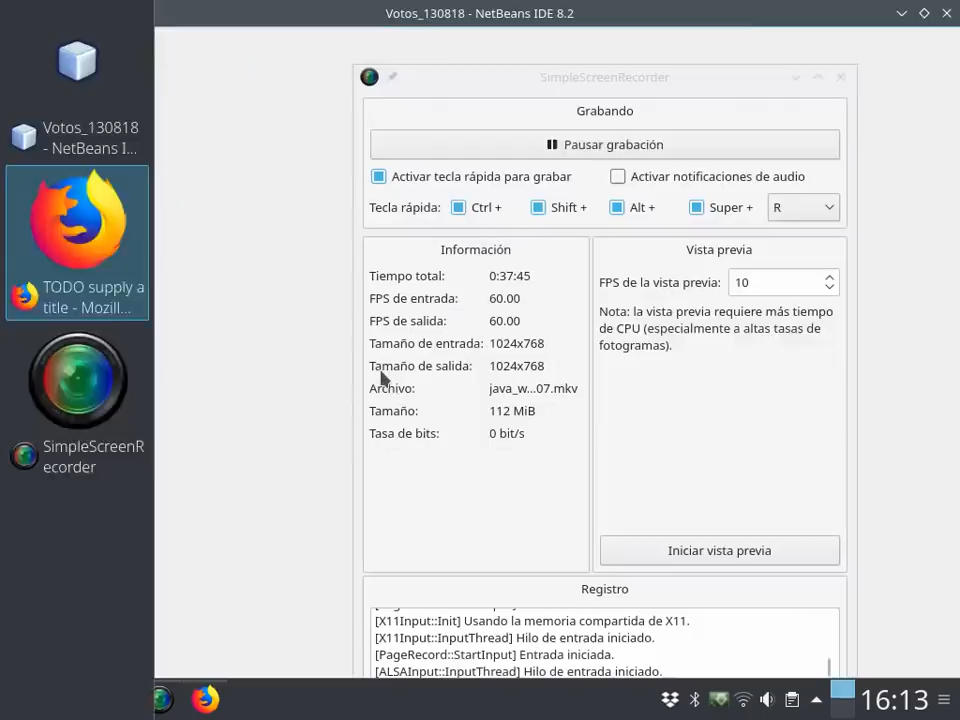 Votos_130818 - NetBeans IDE 8.2
Votos_130818
- NetBeans I...
TODO supply a
title - Mozill...
SimpleScreenR
ecorder
SimpleScreenRecorder
Grabando
Pausar grabación
Activar tecla rápida para grabar
Activar notificaciones de audio
Tecla rápida: Ctrl + Shift + Alt + Super + R
Información
Tiempo total: 0:37:45
FPS de entrada: 60.00
FPS de salida: 60.00
Tamaño de entrada: 1024x768
Tamaño de salida: 1024x768
Archivo: java_w...07.mkv
Tamaño: 112 MiB
Tasa de bits: 0 bit/s
Vista previa
FPS de la vista previa: 10
Nota: la vista previa requiere más tiempo
de CPU (especialmente a altas tasas de
fotogramas).
Iniciar vista previa
Registro
[X11Input::Init] Usando la memoria compartida de X11.
[X11Input::InputThread] Hilo de entrada iniciado.
[PageRecord::StartInput] Entrada iniciada.
[ALSAInput::InputThread] Hilo de entrada iniciado.
16:13